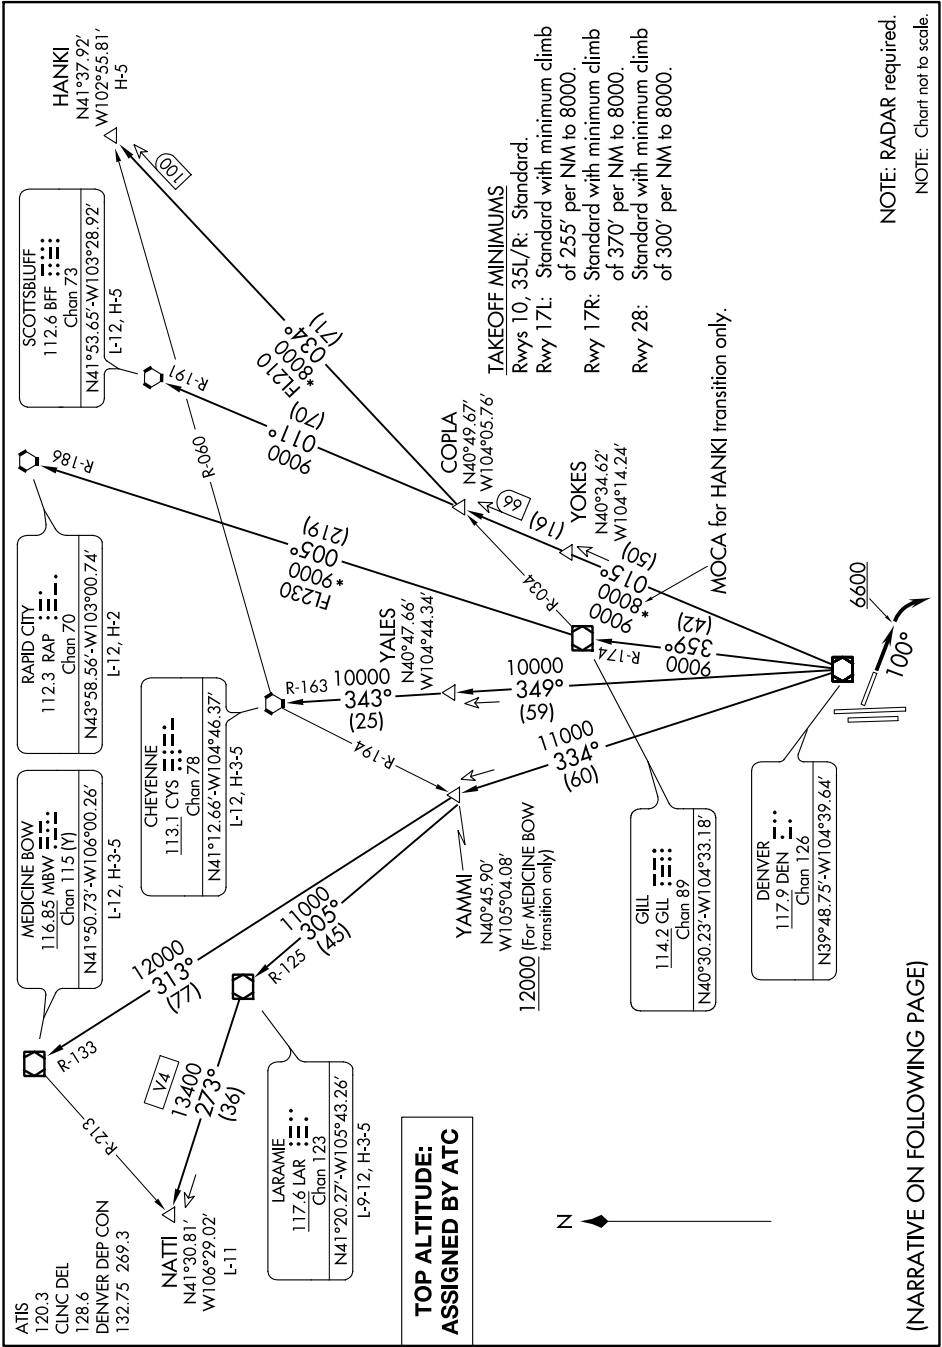 ATIS
120.3
CLNC DEL
128.6
DENVER DEP CON
132.75 269.3
MEDICINE BOW
116.85 MBW
Chan 115 (Y)
N41°50.73'-W106°00.26'
L-12, H-3-5
RAPID CITY
112.3 RAP
Chan 70
N43°58.56'-W103°00.74'
L-12, H-2
SCOTTSBLUFF
112.6 BFF
Chan 73
N41°53.65'-W103°28.92'
L-12, H-5
HANKI
N41°37.92'
W102°55.81'
H-5
CHEYENNE
113.1 CYS
Chan 78
N41°12.66'-W104°46.37'
L-12, H-3-5
NATTI
N41°30.81'
W106°29.02'
L-11
LARAMIE
117.6 LAR
Chan 123
N41°20.27'-W105°43.26'
L-9-12, H-3-5
R-133
R-213
V4
13400
273°
(36)
12000
313°
(77)
11000
305°
(45)
R-125
R-194
R-163
10000
343°
(25)
R-060
R-186
R-191
100
FL230
*9000
005°
(219)
9000
011°
(70)
FL210
*8000
034°
(71)
YALES
N40°47.66'
W104°44.34'
COPLA
N40°49.67'
W104°05.76'
YAMMI
N40°45.90'
W105°04.08'
12000 (For MEDICINE BOW
transition only)
66
(16)
YOKES
N40°34.62'
W104°14.24'
R-034
R-174
11000
334°
(60)
10000
349°
(59)
9000
359°
(42)
9000
*8000
015°
(50)
MOCA for HANKI transition only.
TAKEOFF MINIMUMS
Rwys 10, 35L/R: Standard.
Rwy 17L: Standard with minimum climb
of 255' per NM to 8000.
Rwy 17R: Standard with minimum climb
of 370' per NM to 8000.
Rwy 28: Standard with minimum climb
of 300' per NM to 8000.
GILL
114.2 GLL
Chan 89
N40°30.23'-W104°33.18'
DENVER
117.9 DEN
Chan 126
N39°48.75'-W104°39.64'
6600
100°
TOP ALTITUDE:
ASSIGNED BY ATC
N
NOTE: RADAR required.
NOTE: Chart not to scale.
(NARRATIVE ON FOLLOWING PAGE)